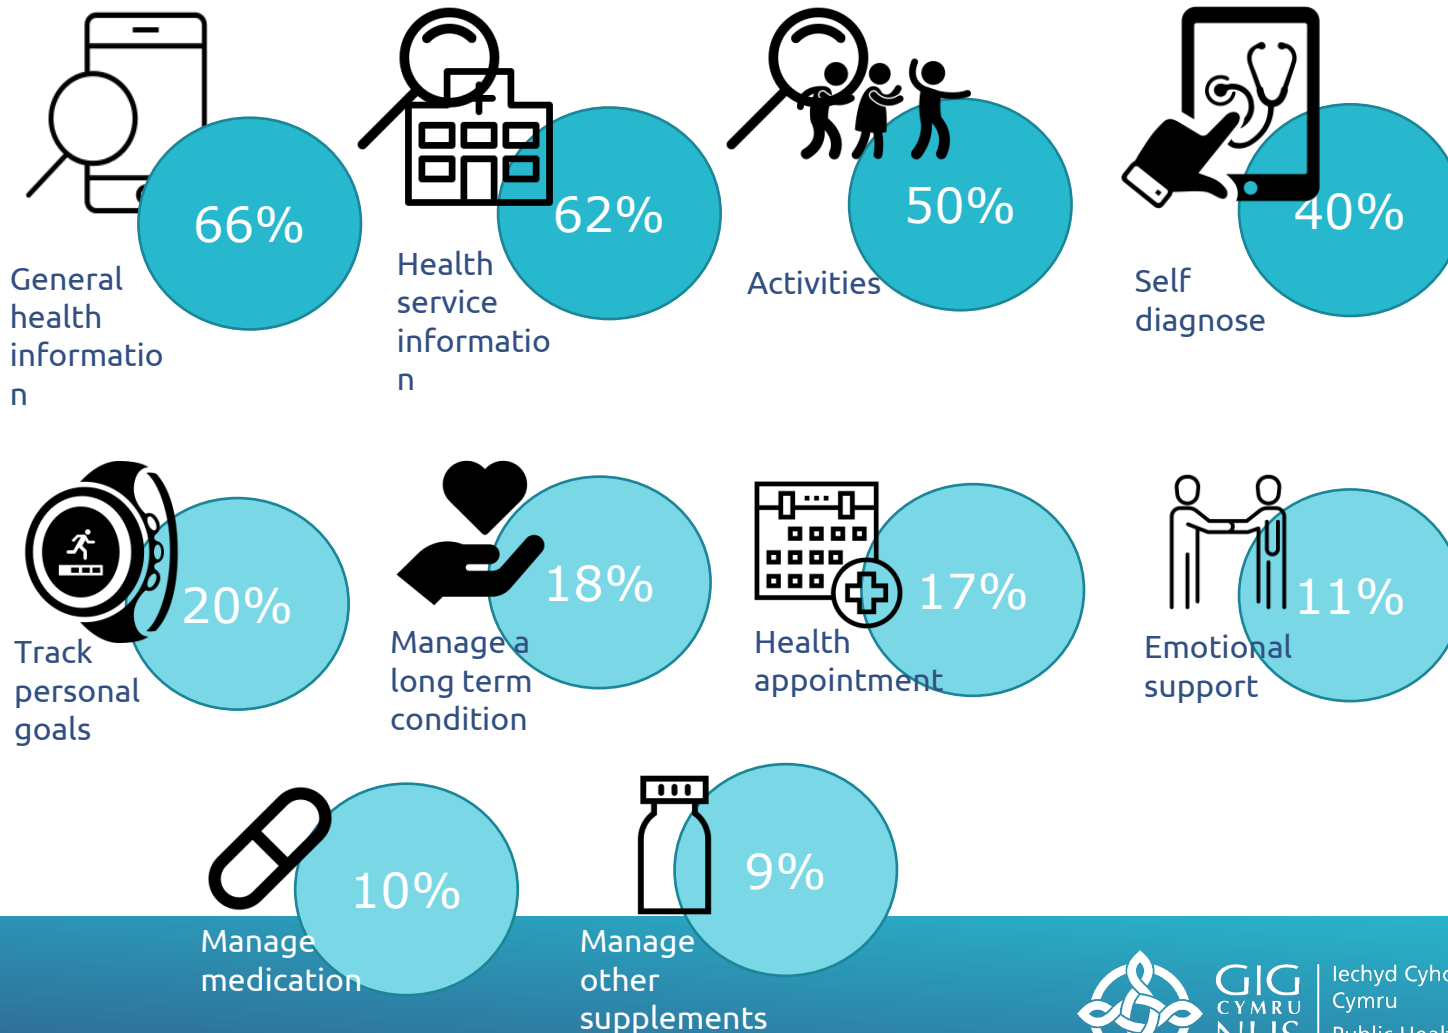 66%
General
health
informatio
n
62%
Health
service
informatio
n
50%
Activities
40%
Self
diagnose
20%
Track
personal
goals
18%
Manage a
long term
condition
17%
Health
appointment
11%
Emotional
support
10%
Manage
medication
9%
Manage
other
supplements
GIG
CYMRU
NHS
Iechyd
Cymru
Public